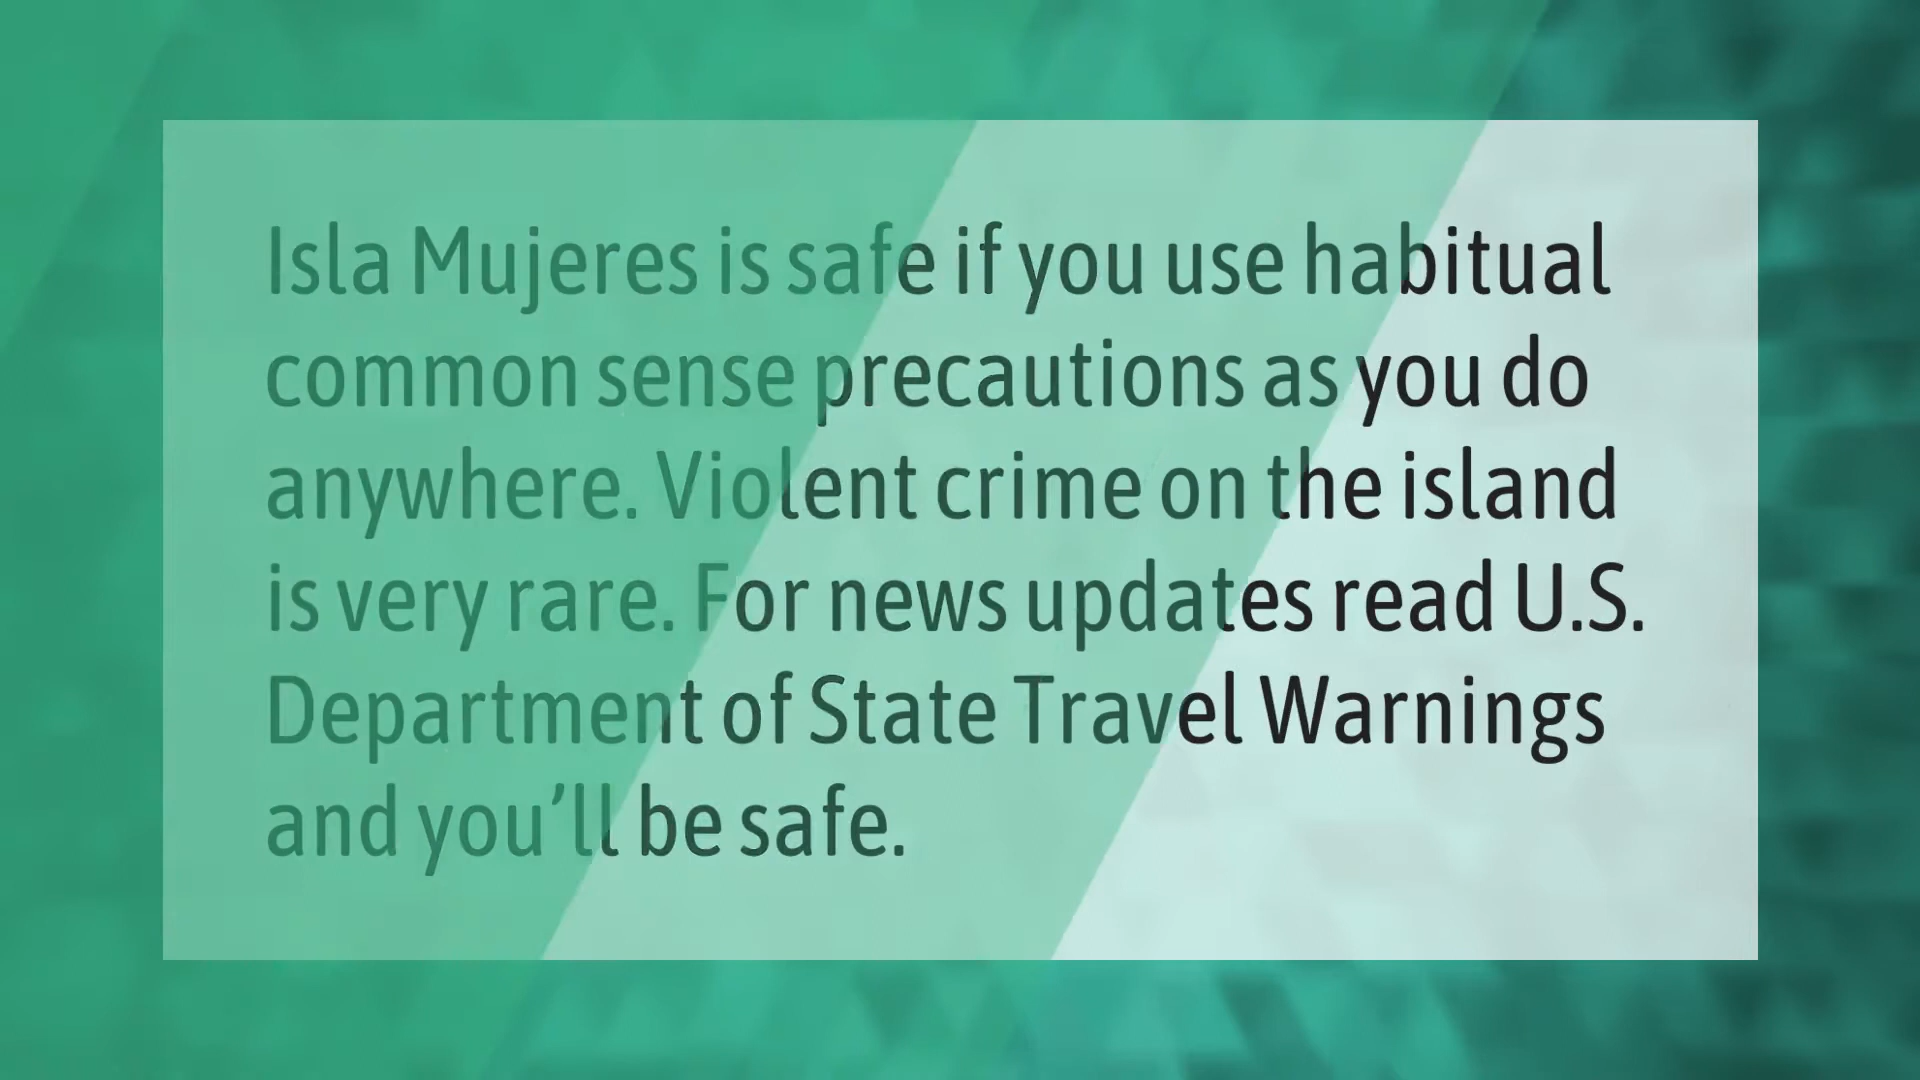 Isla Mujeres is safe if you use habitual
common sense precautions as you do
anywhere. Violent crime on the island
is very rare. For news updates read U.S.
Department of State Travel Warnings
and you’ll be safe.